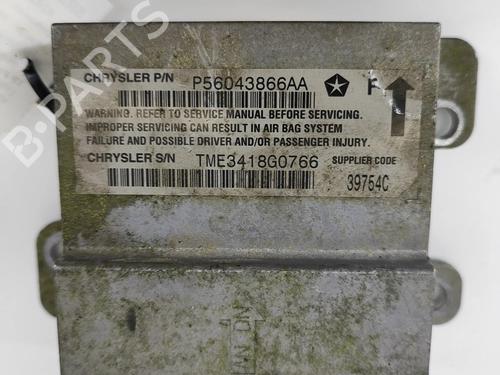 CHRYSLER P/N P56043866AA F
WARNING. REFER TO SERVICE MANUAL BEFORE SERVICING.
IMPROPER SERVICING CAN RESULT IN AIR BAG SYSTEM
FAILURE AND POSSIBLE DRIVER AND/OR PASSENGER INJURY.
CHRYSLER S/N TME3418G0766 SUPPLIER CODE
39754C